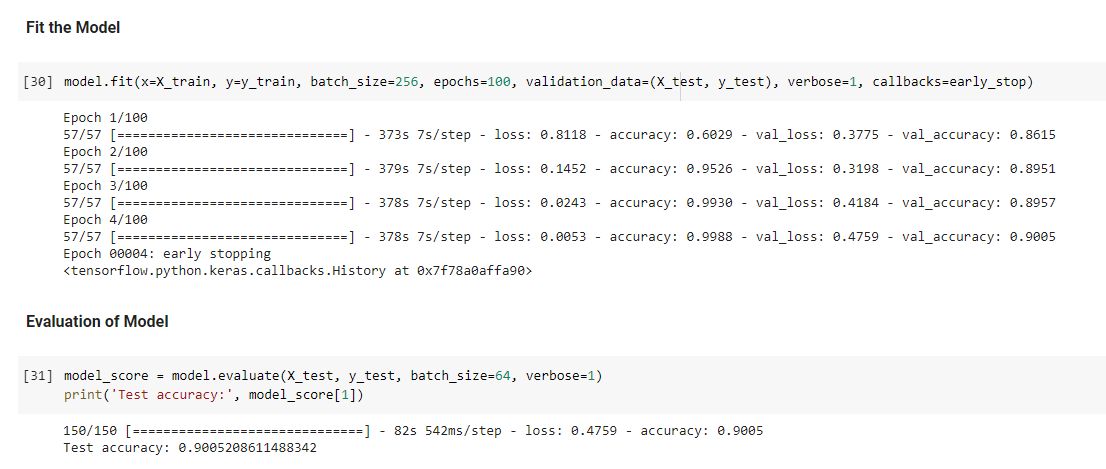 Fit the Model
[30] model.fit(x=X_train, y=y_train, batch_size=256, epochs=100, validation_data=(X_test, y_test), verbose=1, callbacks=early_stop)
Epoch 1/100
57/57 [==============================] - 373s 7s/step - loss: 0.8118 - accuracy: 0.6029 - val_loss: 0.3775 - val_accuracy: 0.8615
Epoch 2/100
57/57 [==============================] - 379s 7s/step - loss: 0.1452 - accuracy: 0.9526 - val_loss: 0.3198 - val_accuracy: 0.8951
Epoch 3/100
57/57 [==============================] - 378s 7s/step - loss: 0.0243 - accuracy: 0.9930 - val_loss: 0.4184 - val_accuracy: 0.8957
Epoch 4/100
57/57 [==============================] - 378s 7s/step - loss: 0.0053 - accuracy: 0.9988 - val_loss: 0.4759 - val_accuracy: 0.9005
Epoch 00004: early stopping
<tensorflow.python.keras.callbacks.History at 0x7f78a0affa90>
Evaluation of Model
[31] model_score = model.evaluate(X_test, y_test, batch_size=64, verbose=1)
print('Test accuracy:', model_score[1])
150/150 [==============================] - 82s 542ms/step - loss: 0.4759 - accuracy: 0.9005
Test accuracy: 0.9005208611488342